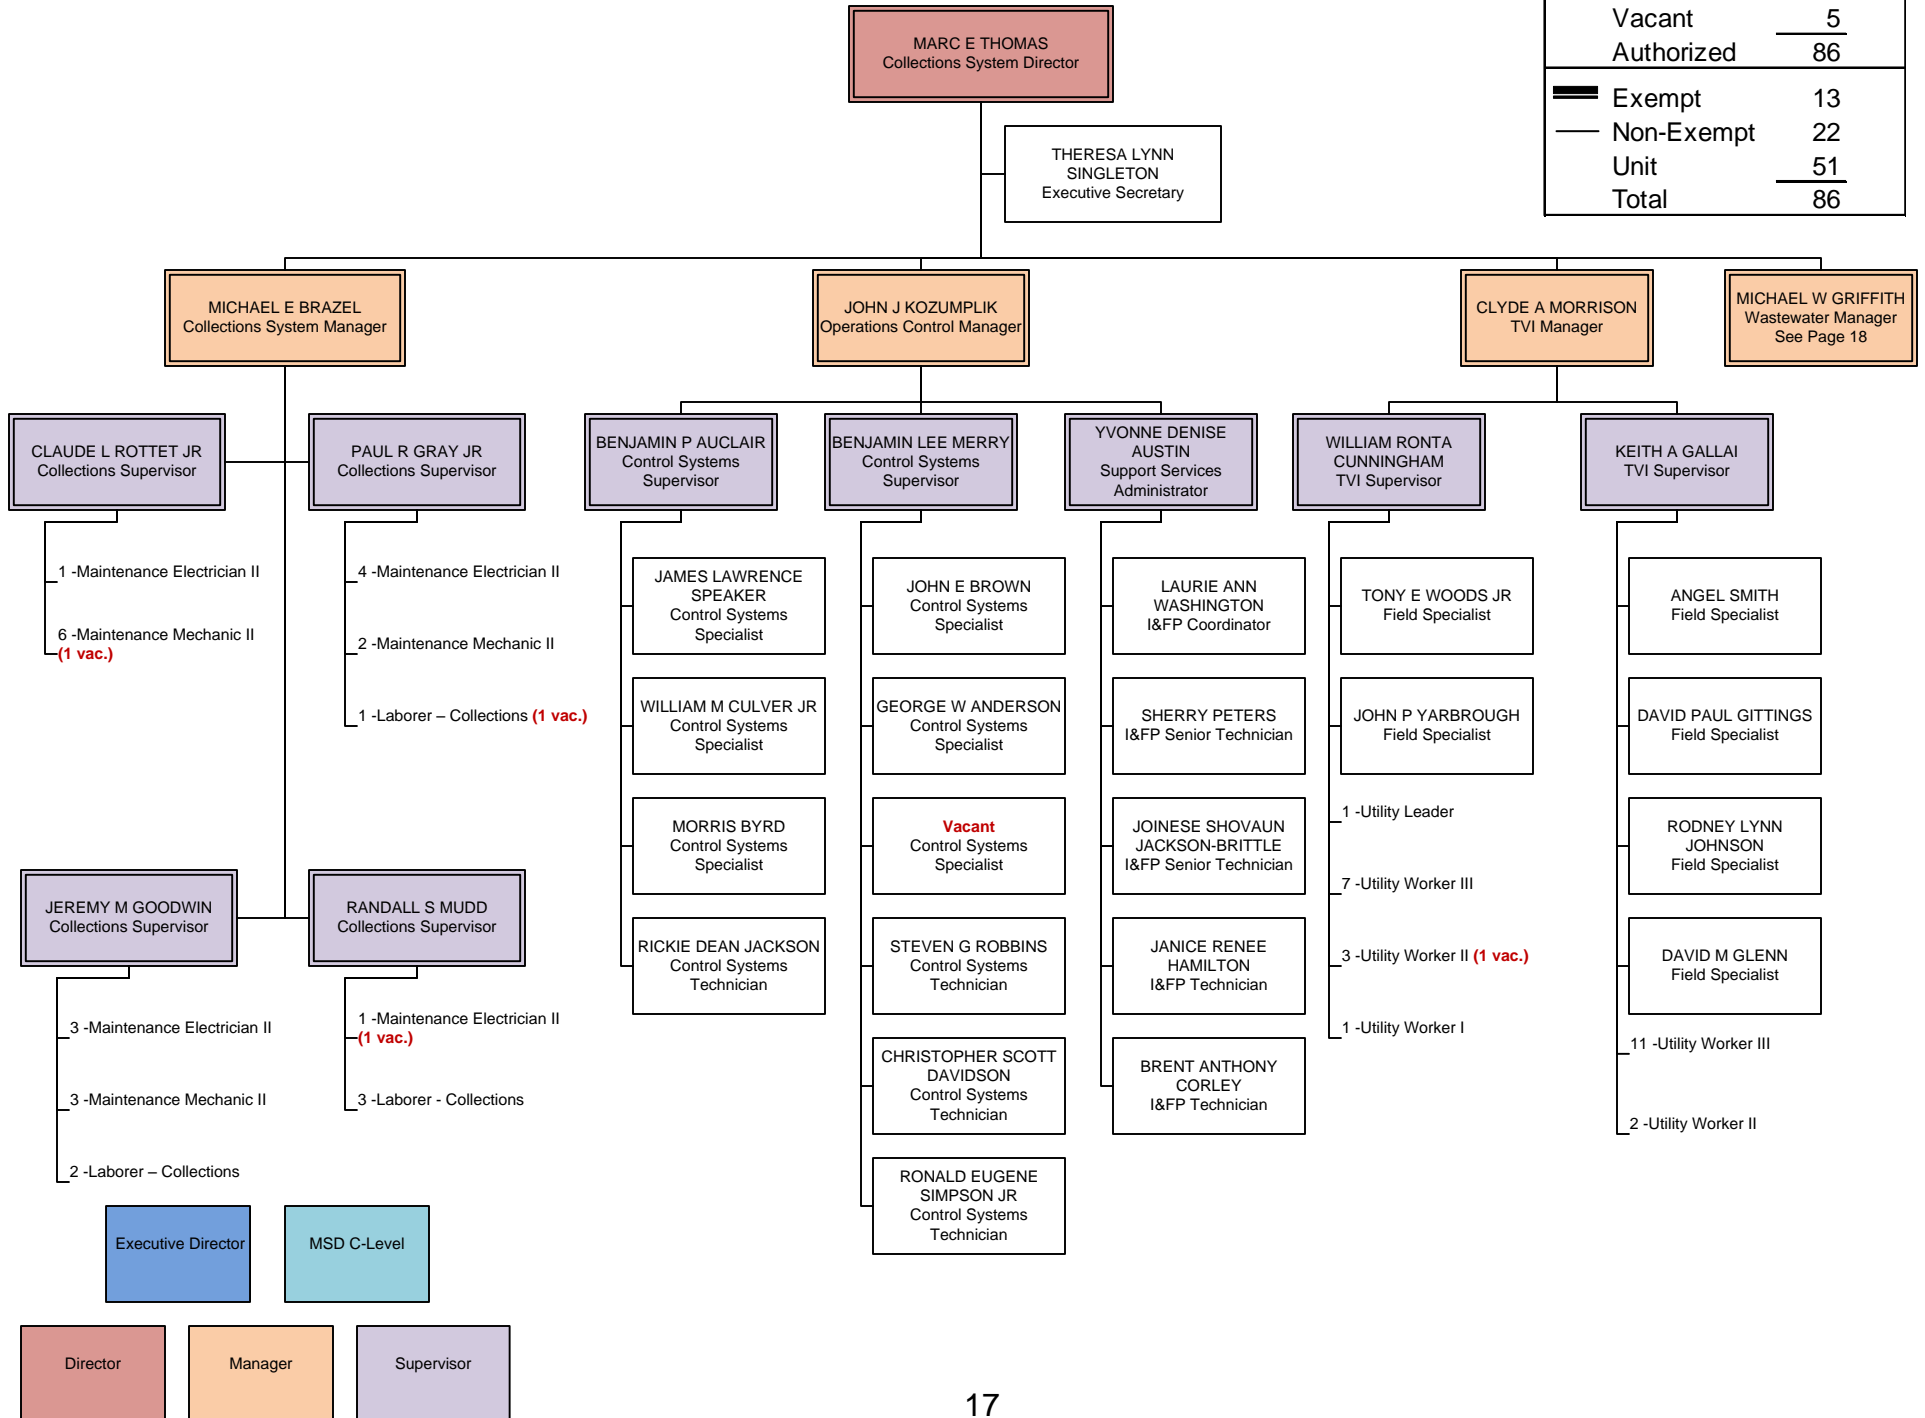 Vacant 5
Authorized 86
Exempt 13
Non-Exempt 22
Unit 51
Total 86
MARC E THOMAS
Collections System Director
THERESA LYNN
SINGLETON
Executive Secretary
MICHAEL E BRAZEL
Collections System Manager
JOHN J KOZUMPLIK
Operations Control Manager
CLYDE A MORRISON
TVI Manager
MICHAEL W GRIFFITH
Wastewater Manager
See Page 18
CLAUDE L ROTTET JR
Collections Supervisor
PAUL R GRAY JR
Collections Supervisor
BENJAMIN P AUCLAIR
Control Systems
Supervisor
BENJAMIN LEE MERRY
Control Systems
Supervisor
YVONNE DENISE
AUSTIN
Support Services
Administrator
WILLIAM RONTA
CUNNINGHAM
TVI Supervisor
KEITH A GALLAI
TVI Supervisor
1 -Maintenance Electrician II
6 -Maintenance Mechanic II
(1 vac.)
4 -Maintenance Electrician II
2 -Maintenance Mechanic II
1 -Laborer – Collections (1 vac.)
JAMES LAWRENCE
SPEAKER
Control Systems
Specialist
WILLIAM M CULVER JR
Control Systems
Specialist
MORRIS BYRD
Control Systems
Specialist
RICKIE DEAN JACKSON
Control Systems
Technician
JOHN E BROWN
Control Systems
Specialist
GEORGE W ANDERSON
Control Systems
Specialist
Vacant
Control Systems
Specialist
STEVEN G ROBBINS
Control Systems
Technician
CHRISTOPHER SCOTT
DAVIDSON
Control Systems
Technician
RONALD EUGENE
SIMPSON JR
Control Systems
Technician
LAURIE ANN
WASHINGTON
I&FP Coordinator
SHERRY PETERS
I&FP Senior Technician
JOINESE SHOVAUN
JACKSON-BRITTLE
I&FP Senior Technician
JANICE RENEE
HAMILTON
I&FP Technician
BRENT ANTHONY
CORLEY
I&FP Technician
TONY E WOODS JR
Field Specialist
JOHN P YARBROUGH
Field Specialist
1 -Utility Leader
7 -Utility Worker III
3 -Utility Worker II (1 vac.)
1 -Utility Worker I
ANGEL SMITH
Field Specialist
DAVID PAUL GITTINGS
Field Specialist
RODNEY LYNN
JOHNSON
Field Specialist
DAVID M GLENN
Field Specialist
11 -Utility Worker III
2 -Utility Worker II
JEREMY M GOODWIN
Collections Supervisor
RANDALL S MUDD
Collections Supervisor
3 -Maintenance Electrician II
3 -Maintenance Mechanic II
2 -Laborer – Collections
1 -Maintenance Electrician II
(1 vac.)
3 -Laborer - Collections
Executive Director
MSD C-Level
Director
Manager
Supervisor
17